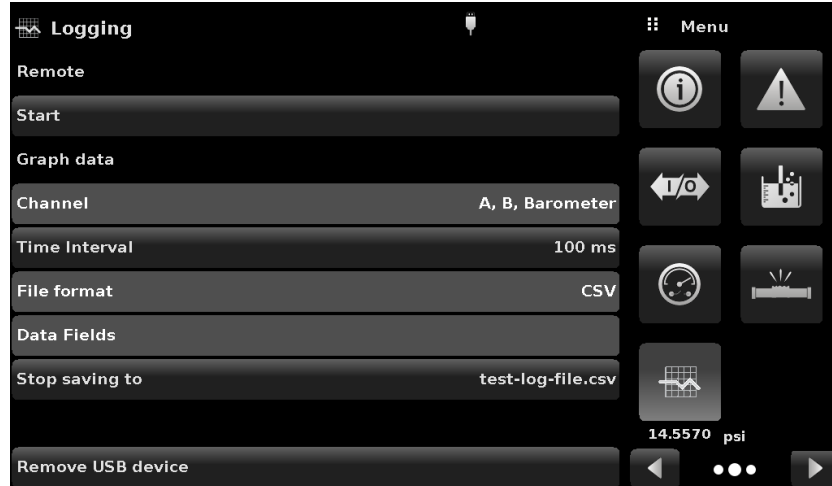 Logging
Menu
Remote
Start
Graph data
Channel A, B, Barometer
Time Interval 100 ms
File format CSV
Data Fields
Stop saving to test-log-file.csv
Remove USB device
I/O
14.5570 psi